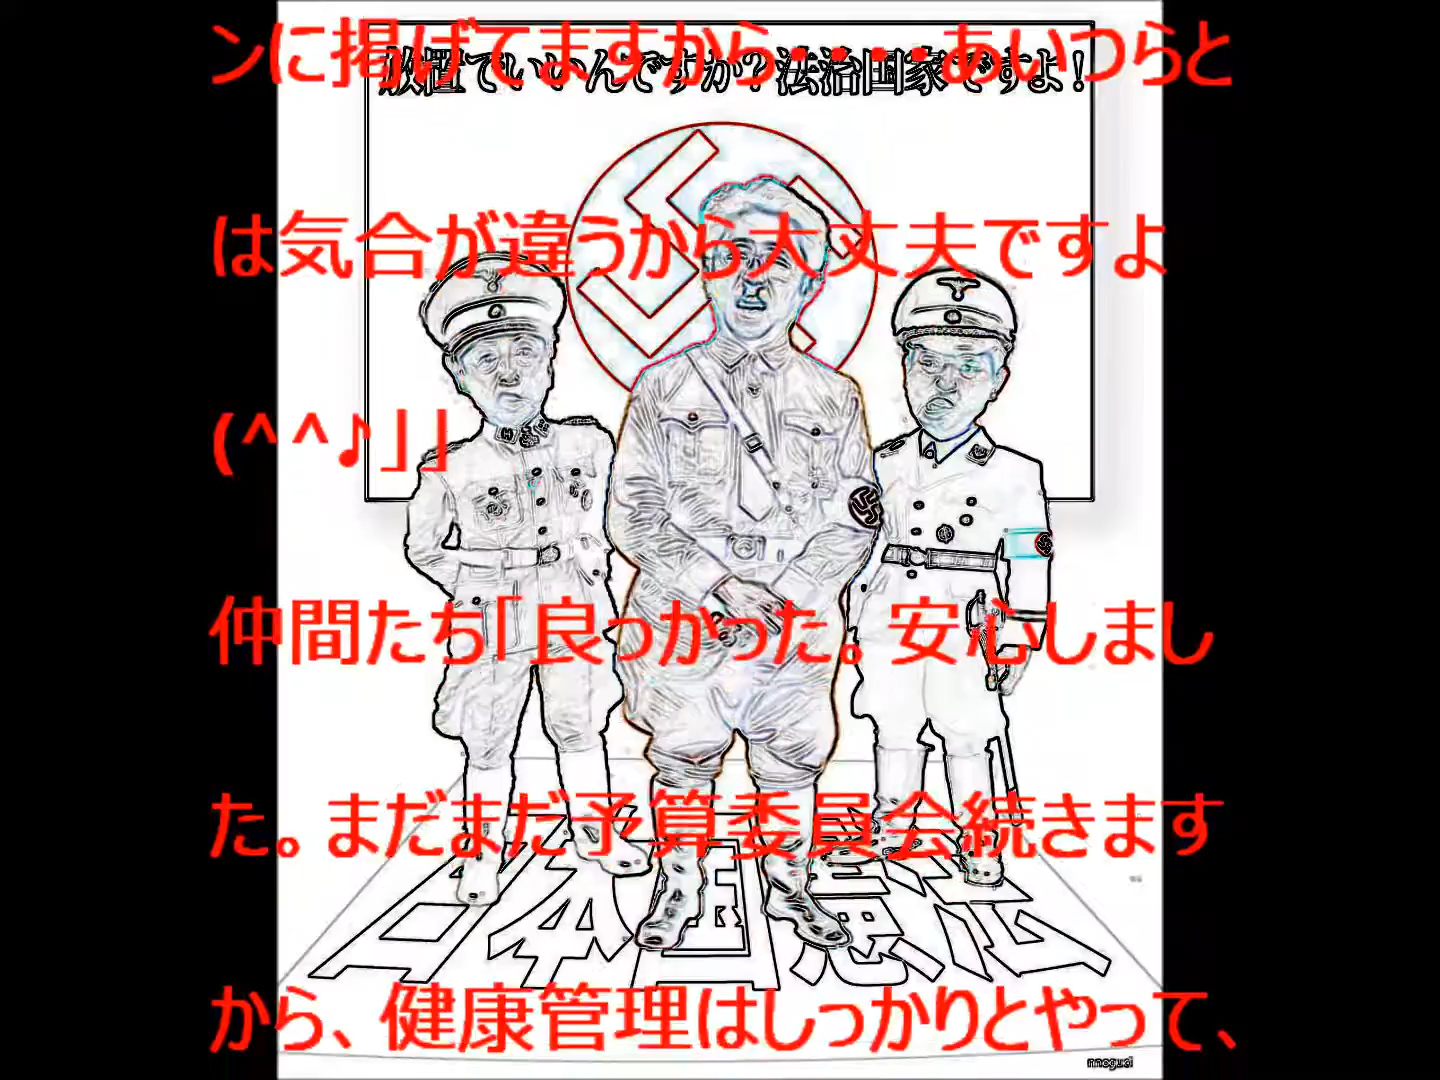 ンに掲げてますから・・・・あいつらと
放置でいいんですか?法治国家ですよ!
は気合が違うから大丈夫ですよ
(^^♪」」
仲間たち「良っかった。安心しまし
た。まだまだ予算委員会続きます
日本国憲法
から、健康管理はしっかりとやって、